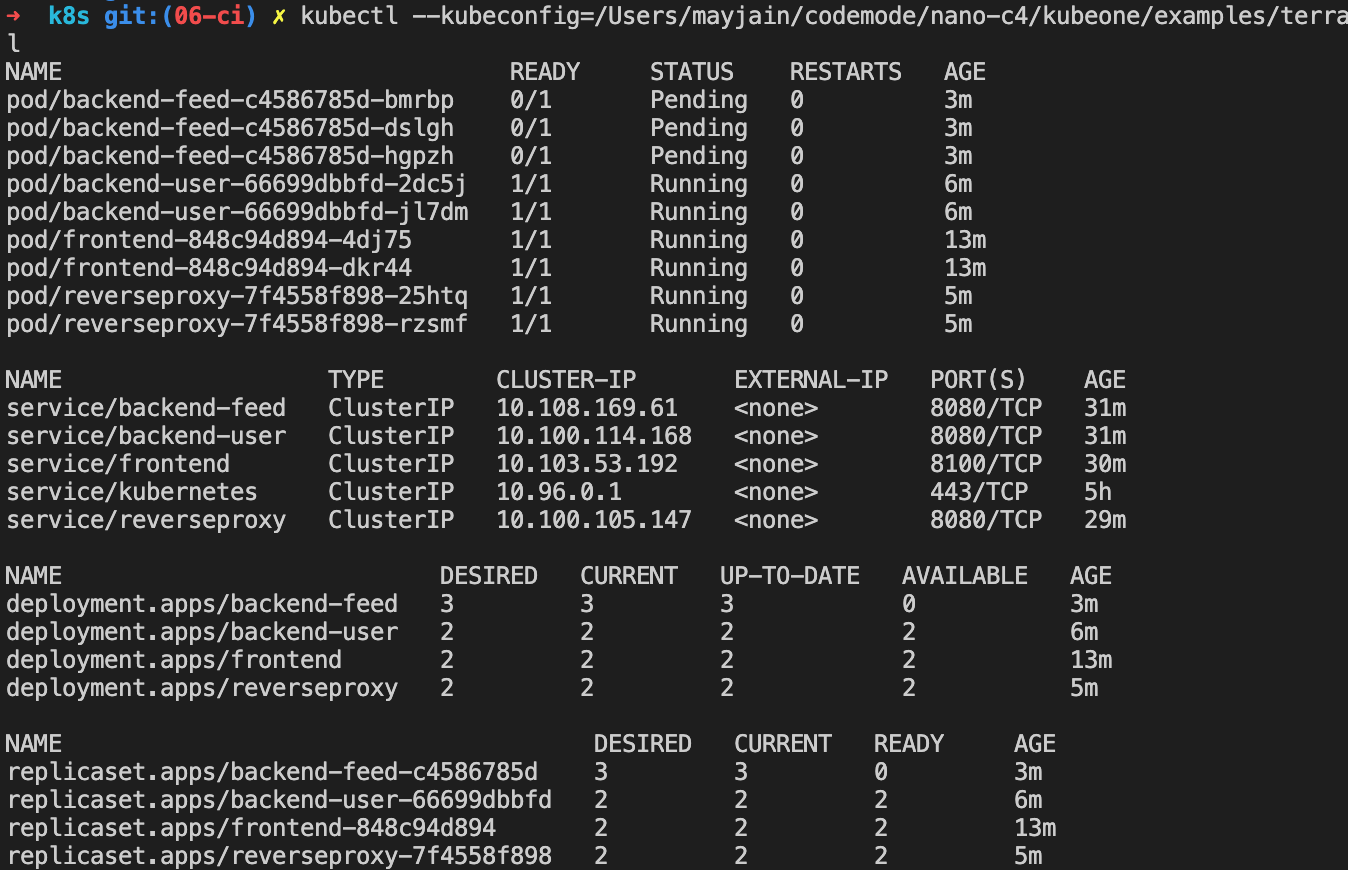 ➜  k8s git:(06-ci) ✗ kubectl --kubeconfig=/Users/mayjain/codemode/nano-c4/kubeone/examples/terra
l
NAME                                READY     STATUS    RESTARTS   AGE
pod/backend-feed-c4586785d-bmrbp    0/1       Pending   0          3m
pod/backend-feed-c4586785d-dslgh    0/1       Pending   0          3m
pod/backend-feed-c4586785d-hgpzh    0/1       Pending   0          3m
pod/backend-user-66699dbbfd-2dc5j   1/1       Running   0          6m
pod/backend-user-66699dbbfd-jl7dm   1/1       Running   0          6m
pod/frontend-848c94d894-4dj75       1/1       Running   0          13m
pod/frontend-848c94d894-dkr44       1/1       Running   0          13m
pod/reverseproxy-7f4558f898-25htq   1/1       Running   0          5m
pod/reverseproxy-7f4558f898-rzsmf   1/1       Running   0          5m

NAME                   TYPE        CLUSTER-IP       EXTERNAL-IP   PORT(S)    AGE
service/backend-feed   ClusterIP   10.108.169.61    <none>        8080/TCP   31m
service/backend-user   ClusterIP   10.100.114.168   <none>        8080/TCP   31m
service/frontend       ClusterIP   10.103.53.192    <none>        8100/TCP   30m
service/kubernetes     ClusterIP   10.96.0.1        <none>        443/TCP    5h
service/reverseproxy   ClusterIP   10.100.105.147   <none>        8080/TCP   29m

NAME                           DESIRED   CURRENT   UP-TO-DATE   AVAILABLE   AGE
deployment.apps/backend-feed   3         3         3            0           3m
deployment.apps/backend-user   2         2         2            2           6m
deployment.apps/frontend       2         2         2            2           13m
deployment.apps/reverseproxy   2         2         2            2           5m

NAME                                      DESIRED   CURRENT   READY     AGE
replicaset.apps/backend-feed-c4586785d    3         3         0         3m
replicaset.apps/backend-user-66699dbbfd   2         2         2         6m
replicaset.apps/frontend-848c94d894       2         2         2         13m
replicaset.apps/reverseproxy-7f4558f898   2         2         2         5m